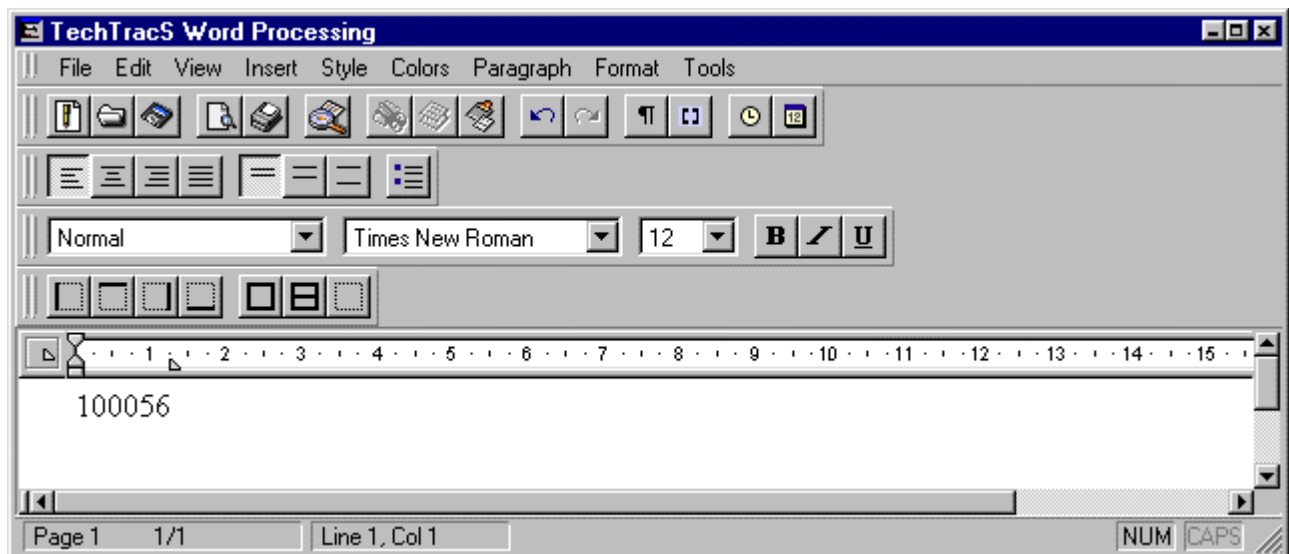 TechTracS Word Processing
File Edit View Insert Style Colors Paragraph Format Tools
12
Normal Times New Roman 12 B I U
1 2 3 4 5 6 7 8 9 10 11 12 13 14 15
100056
Page 1 1/1 Line 1, Col 1 NUM CAPS